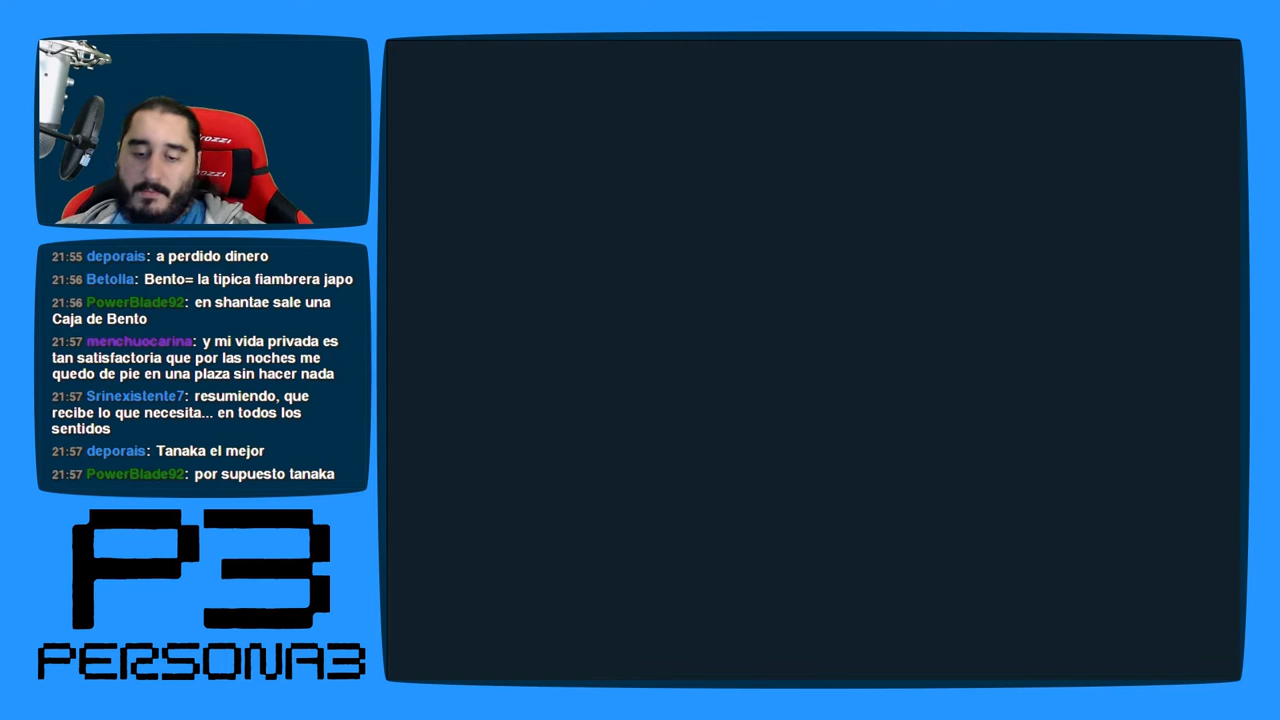 rozzi
21:55 deporais: a perdido dinero
21:56 Betolla: Bento= la tipica fiambrera japo
21:56 PowerBlade92: en shantae sale una
Caja de Bento
21:57 menchuocarina: y mi vida privada es
tan satisfactoria que por las noches me
quedo de pie en una plaza sin hacer nada
21:57 Srinexistente7: resumiendo, que
recibe lo que necesita... en todos los
sentidos
21:57 deporais: Tanaka el mejor
21:57 PowerBlade92: por supuesto tanaka
P3
PERSONA3